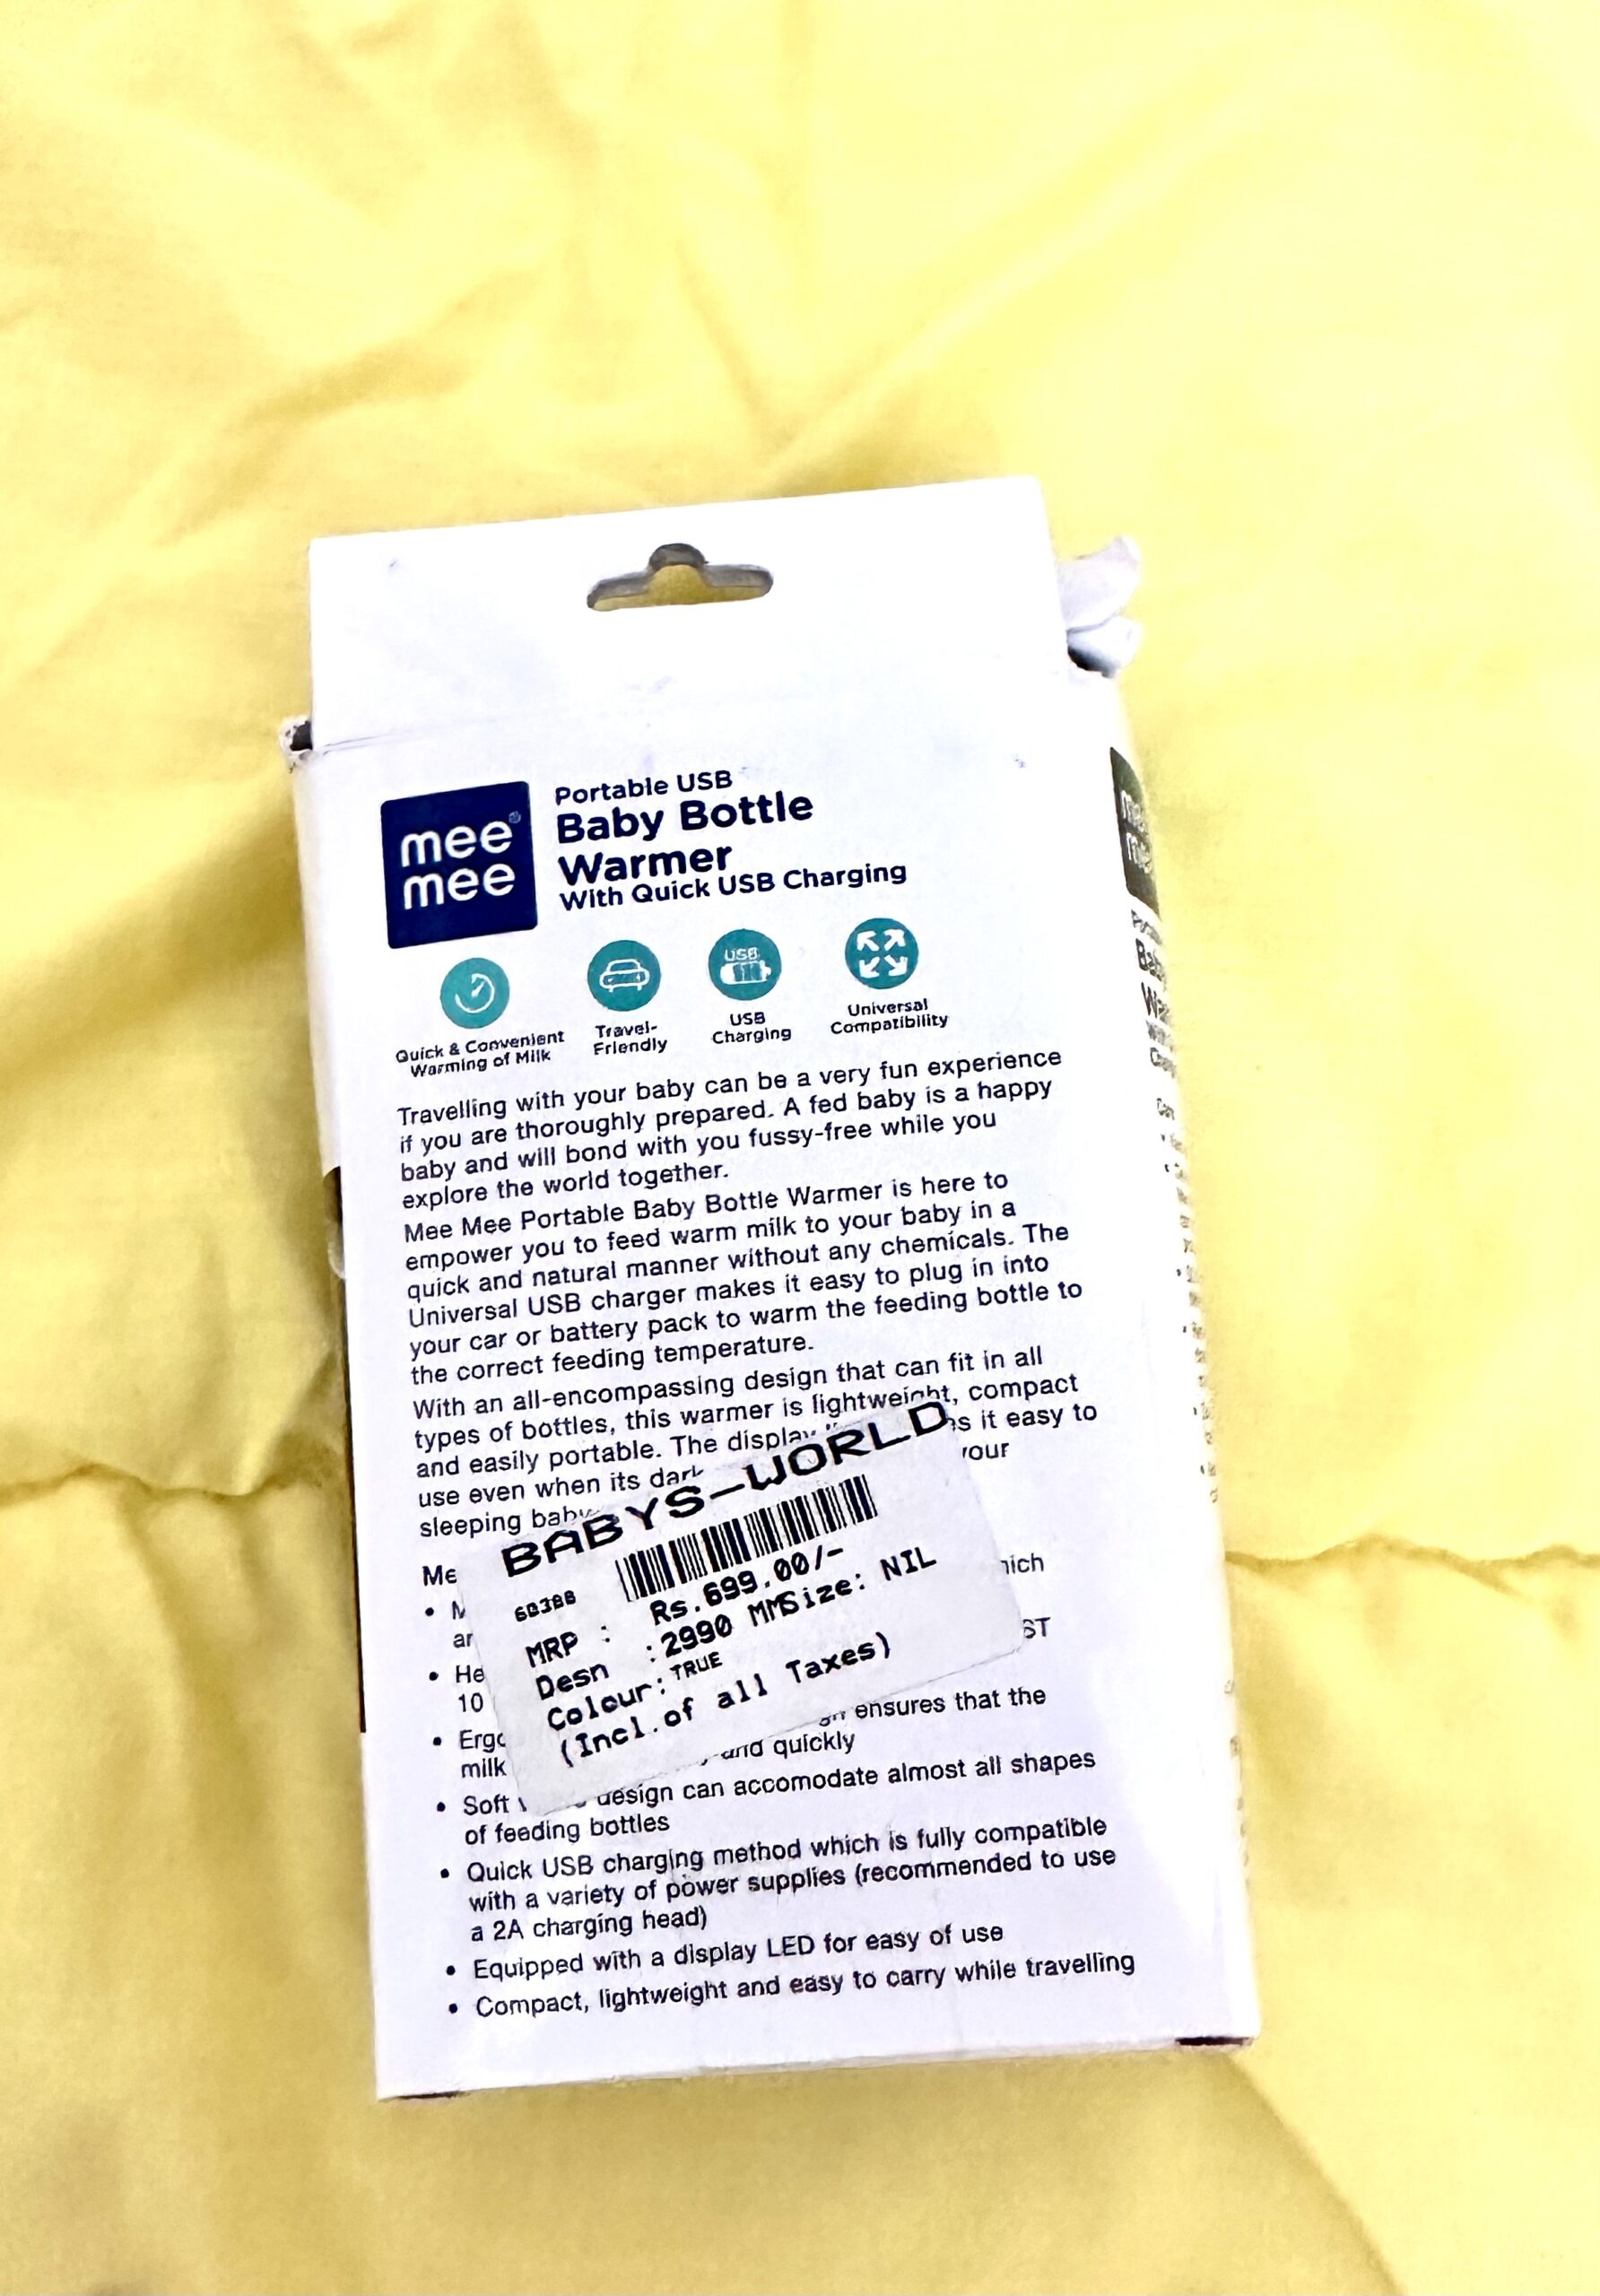 mee®
mee
Portable USB
Baby Bottle
Warmer
With Quick USB Charging
Quick & Convenient
Warming of Milk
Travel-
Friendly
USB
USB
Charging
Universal
Compatibility
Travelling with your baby can be a very fun experience
if you are thoroughly prepared. A fed baby is a happy
baby and will bond with you fussy-free while you
explore the world together.
Mee Mee Portable Baby Bottle Warmer is here to
empower you to feed warm milk to your baby in a
quick and natural manner without any chemicals. The
Universal USB charger makes it easy to plug in into
your car or battery pack to warm the feeding bottle to
the correct feeding temperature.
With an all-encompassing design that can fit in all
types of bottles, this warmer is lightweight, compact
and easily portable. The display it easy to
use even when its dark
sleeping baby
BABYS-WORLD
MRP : Rs.699.00/-
Desn :2990 MMSize: NIL
Colour:TRUE
(Incl.of all Taxes)
10
ensures that the
milk and quickly
• Soft design can accomodate almost all shapes
of feeding bottles
• Quick USB charging method which is fully compatible
with a variety of power supplies (recommended to use
a 2A charging head)
• Equipped with a display LED for easy of use
• Compact, lightweight and easy to carry while travelling